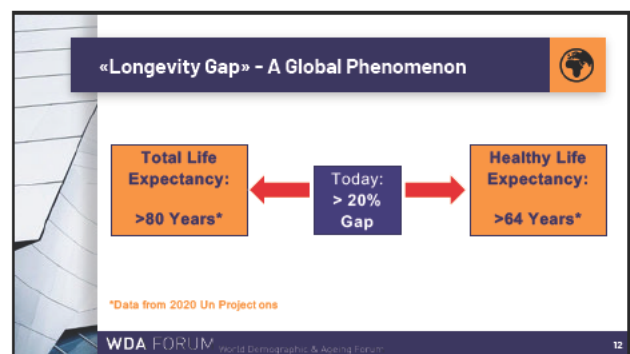 «Longevity Gap» - A Global Phenomenon
Total Life
Expectancy:
>80 Years*
Today:
> 20%
Gap
Healthy Life
Expectancy:
>64 Years*
*Data from 2020 Un Project ons
WDA FORUM World Demographic & Ageing Forum
12